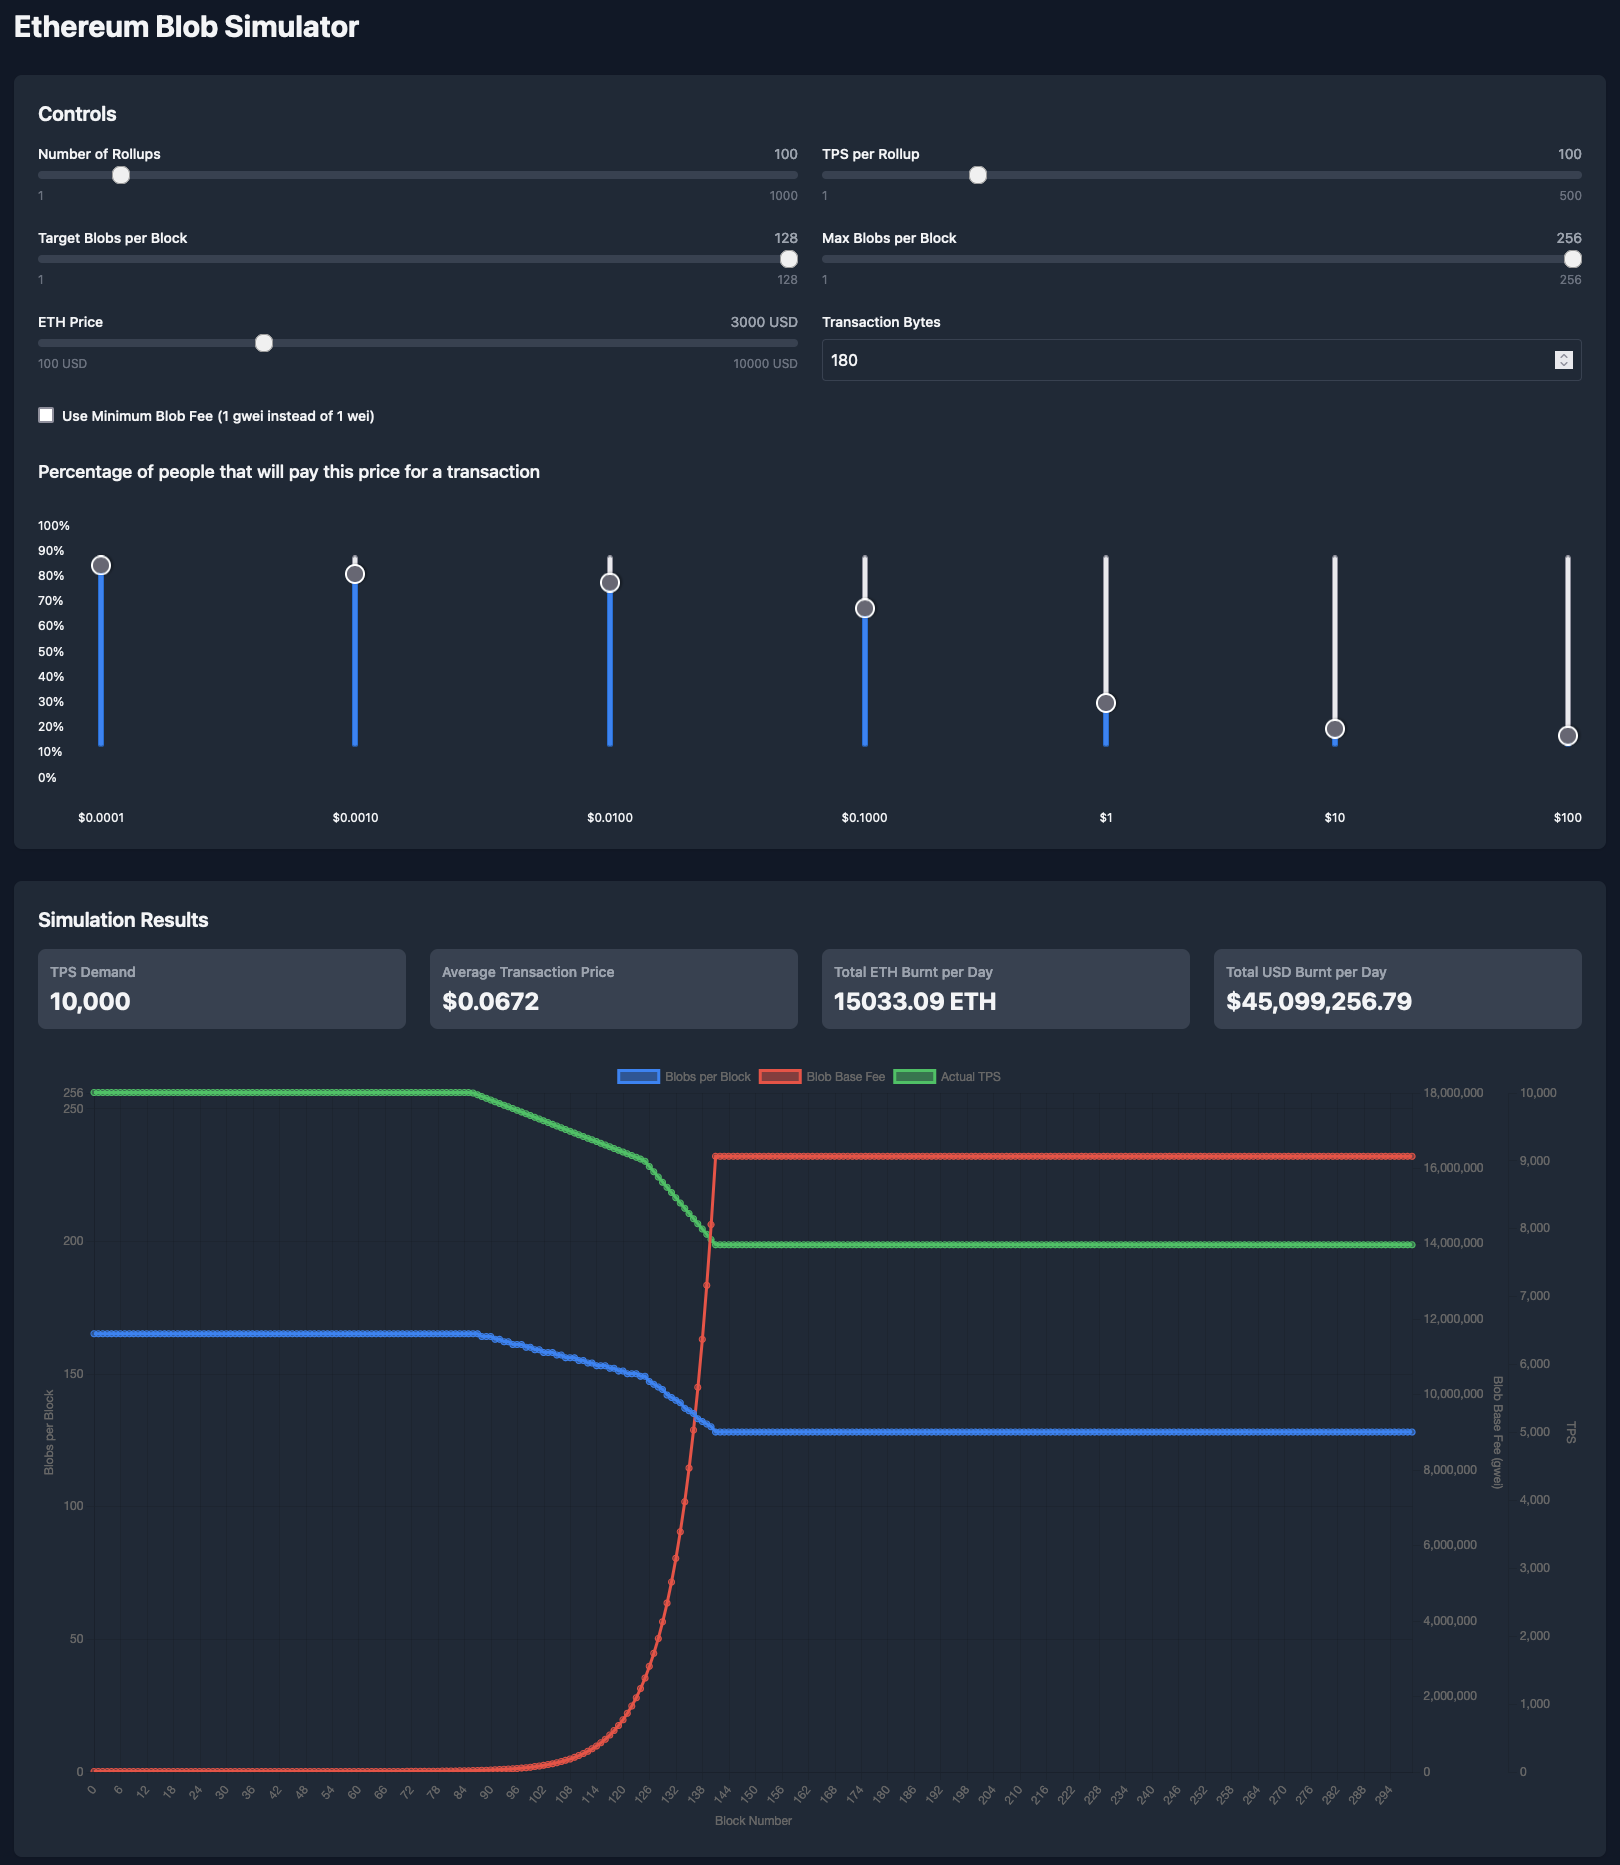 Ethereum Blob Simulator
Controls
Number of Rollups 100
1 1000
TPS per Rollup 100
1 500
Target Blobs per Block 128
1 128
Max Blobs per Block 256
1 256
ETH Price 3000 USD
100 USD 10000 USD
Transaction Bytes
180
Use Minimum Blob Fee (1 gwei instead of 1 wei)
Percentage of people that will pay this price for a transaction
100%
90%
80%
70%
60%
50%
40%
30%
20%
10%
0%
$0.0001 $0.0010 $0.0100 $0.1000 $1 $10 $100
Simulation Results
TPS Demand
10,000
Average Transaction Price
$0.0672
Total ETH Burnt per Day
15033.09 ETH
Total USD Burnt per Day
$45,099,256.79
Blobs per Block Blob Base Fee Actual TPS
256
250
200
150
100
50
0
Blobs per Block
18,000,000
16,000,000
14,000,000
12,000,000
10,000,000
8,000,000
6,000,000
4,000,000
2,000,000
0
Blob Base Fee (gwei)
10,000
9,000
8,000
7,000
6,000
5,000
4,000
3,000
2,000
1,000
0
TPS
0 6 12 18 24 30 36 42 48 54 60 66 72 78 84 90 96 102 108 114 120 126 132 138 144 150 156 162 168 174 180 186 192 198 204 210 216 222 228 234 240 246 252 258 264 270 276 282 288 294
Block Number